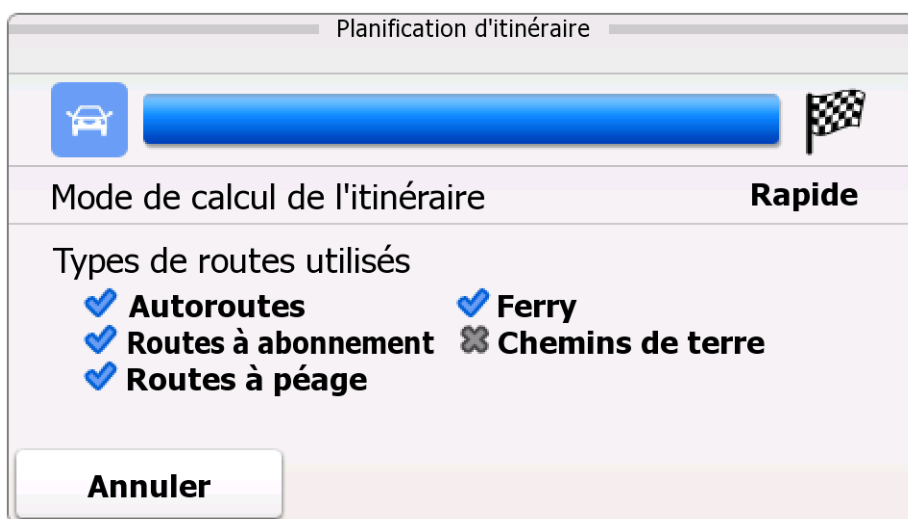 Planification d'itinéraire
Mode de calcul de l'itinéraire Rapide
Types de routes utilisés
Autoroutes Ferry
Routes à abonnement Chemins de terre
Routes à péage
Annuler